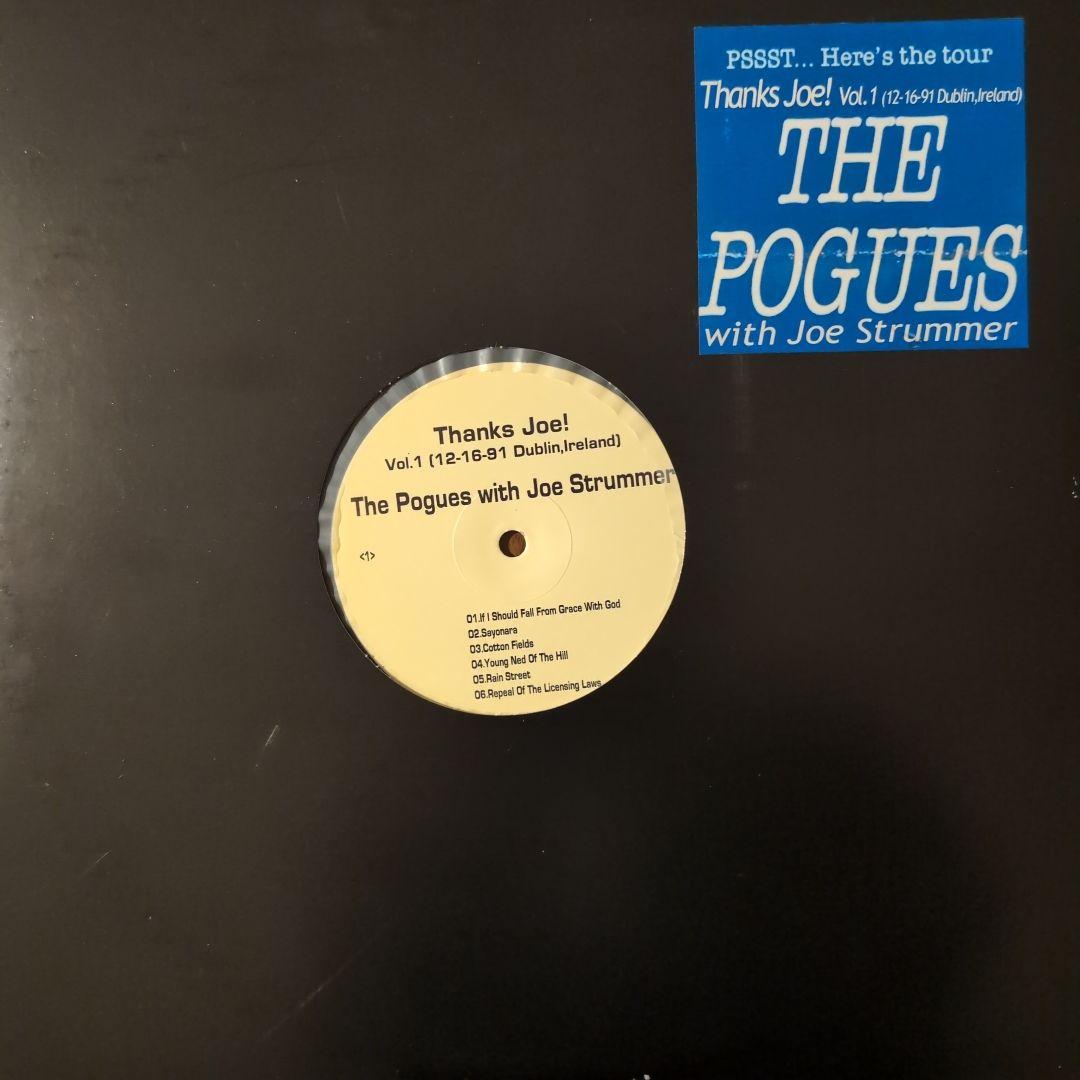 PSSST... Here's the tour
Thanks Joe! Vol.1 (12-16-91 Dublin,Ireland)
THE
POGUES
with Joe Strummer
Thanks Joe!
Vol.1 (12-16-91 Dublin,Ireland)
The Pogues with Joe Strummer
<1>
01.If I Should Fall From Grace With God
02.Sayonara
03.Cotton Fields
04.Young Ned Of The Hill
05.Rain Street
06.Repeal Of The Licensing Laws